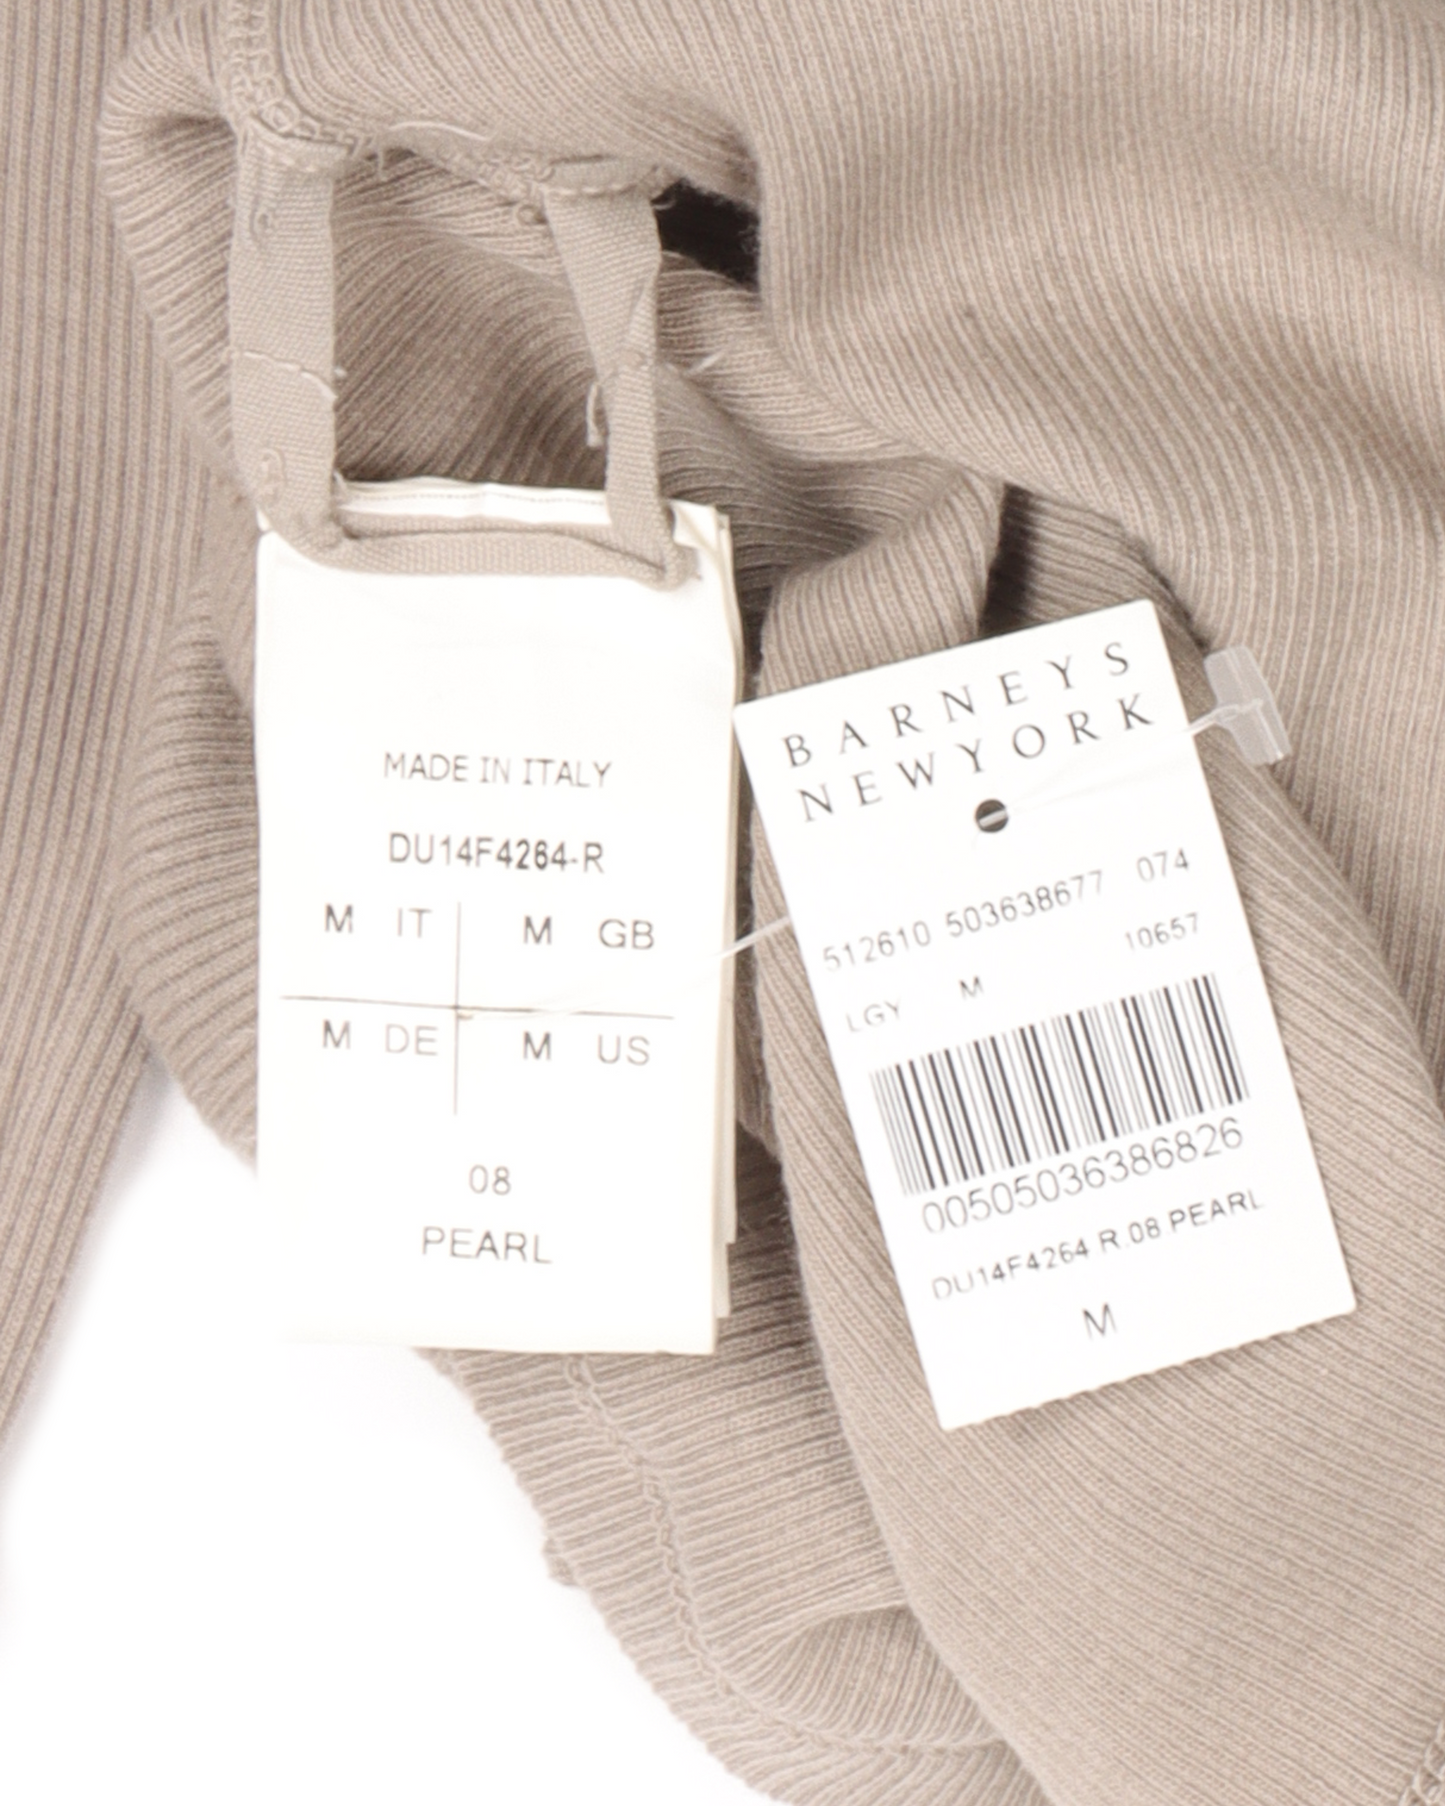 MADE IN ITALY
DU14F4264-R
M IT M GB
M DE M US
08
PEARL
BARNEYS
NEWYORK
512610 503638677 074
10657
LGY M
00505036386826
DU14F4264 R.08 PEARL
M